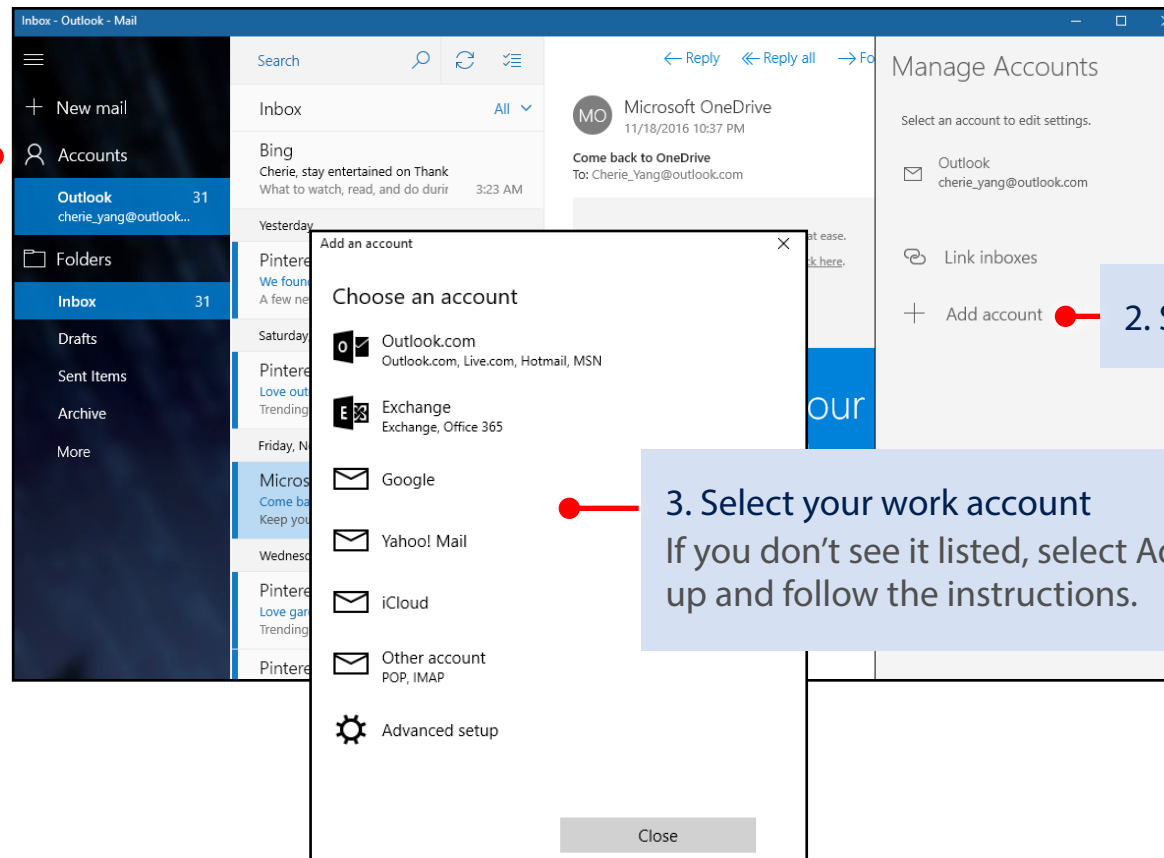 Inbox - Outlook - Mail
New mail
Accounts
Outlook 31
cherie_yang@outlook...
Folders
Inbox 31
Drafts
Sent Items
Archive
More
Search
Inbox All
Bing
Cherie, stay entertained on Thank
What to watch, read, and do durin 3:23 AM
Yesterday
Pintere
We foun
A few ne
Saturday,
Pintere
Love out
Trending
Friday, N
Micros
Come ba
Keep you
Wednesd
Pintere
Love gar
Trending
Pintere
Reply Reply all Fo
MO
Microsoft OneDrive
11/18/2016 10:37 PM
Come back to OneDrive
To: Cherie_Yang@outlook.com
at ease.
ck here.
our
Manage Accounts
Select an account to edit settings.
Outlook
cherie_yang@outlook.com
Link inboxes
Add account
2. S
Add an account
Choose an account
Outlook.com
Outlook.com, Live.com, Hotmail, MSN
Exchange
Exchange, Office 365
Google
Yahoo! Mail
iCloud
Other account
POP, IMAP
Advanced setup
Close
3. Select your work account
If you don’t see it listed, select Ad
up and follow the instructions.